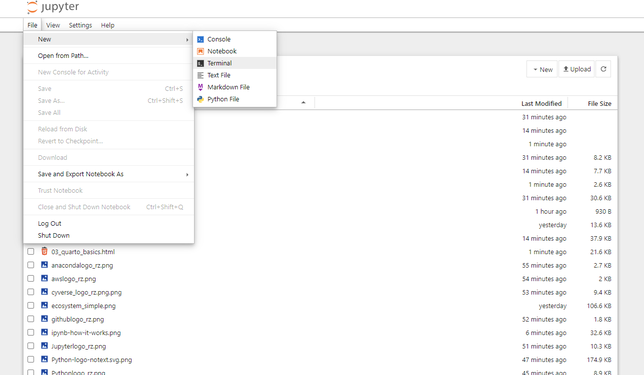 jupyter
File View Settings Help
New
Console
Notebook
Terminal
Text File
Markdown File
Python File
Open from Path...
New Console for Activity
Save Ctrl+S
Save As... Ctrl+Shift+S
Save All
Reload from Disk
Revert to Checkpoint...
Download
Save and Export Notebook As
Trust Notebook
Close and Shut Down Notebook Ctrl+Shift+Q
Log Out
Shut Down
New Upload
Last Modified File Size
31 minutes ago
14 minutes ago
1 minute ago
31 minutes ago 8.2 KB
14 minutes ago 7.7 KB
1 minute ago 2.6 KB
31 minutes ago 30.6 KB
1 hour ago 930 B
yesterday 13.6 KB
14 minutes ago 37.9 KB
03_quarto_basics.html 1 minute ago 21.6 KB
anacondalogo_rz.png 55 minutes ago 2.7 KB
awslogo_rz.png 54 minutes ago 2 KB
cyverse_logo_rz.png.png 53 minutes ago 9.4 KB
ecosystem_simple.png yesterday 106.6 KB
githublogo_rz.png 52 minutes ago 1.8 KB
ipynb-how-it-works.png 6 minutes ago 32.6 KB
Jupyterlogo_rz.png 51 minutes ago 10.3 KB
Python-logo-notext.svg.png 47 minutes ago 174.9 KB
Pythonlogo_rz.png 45 minutes ago 8.9 KB